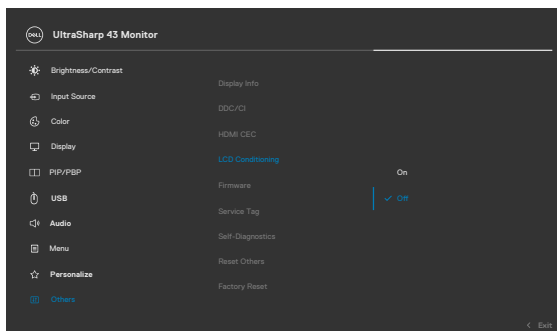 DELL UltraSharp 43 Monitor
Brightness/Contrast
Input Source
Color
Display
PIP/PBP
USB
Audio
Menu
Personalize
Others
Display Info
DDC/CI
HDMI CEC
LCD Conditioning
Firmware
Service Tag
Self-Diagnostics
Reset Others
Factory Reset
On
Off
Exit